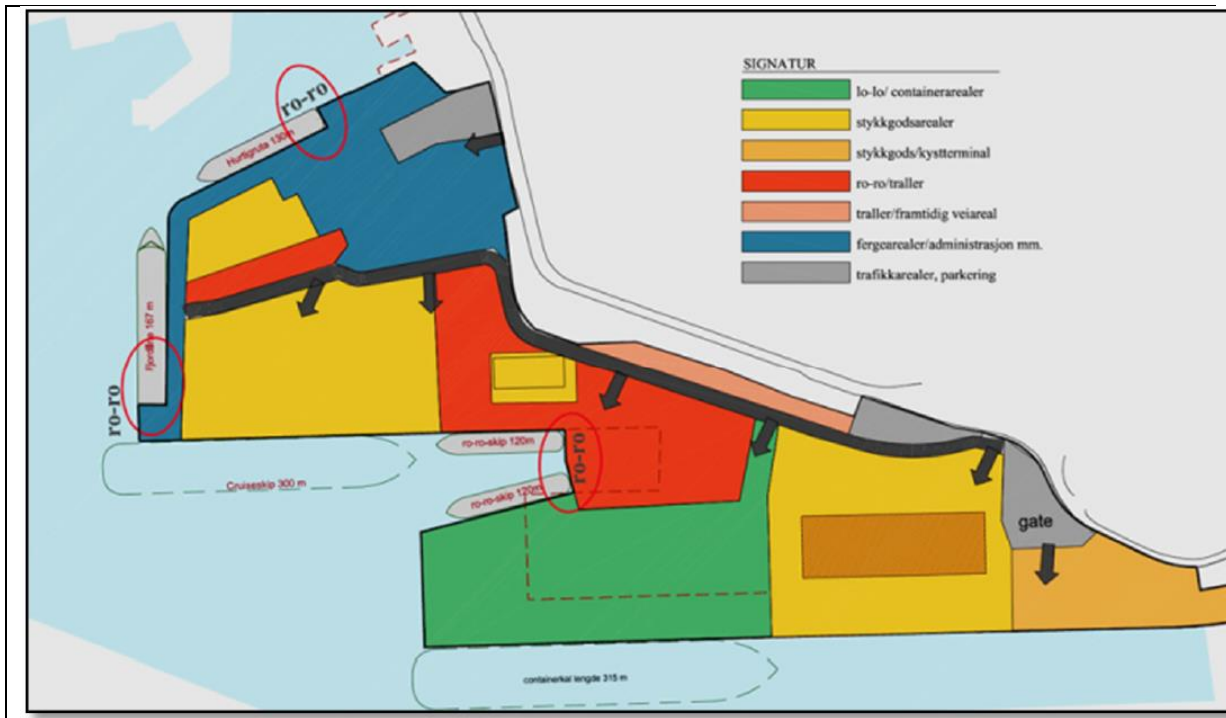 SIGNATUR
lo-lo/ containerarealer
stykkgodsarealer
stykkgods/kystterminal
ro-ro/traller
traller/framtidig veiareal
fergearealer/administrasjon mm.
trafikkarealer, parkering
ro-ro
Hurtigruta 130m
Fjordline 167 m
ro-ro
ro-ro-skip 120m
ro-ro
ro-ro-skip 120m
Cruiseskip 300 m
gate
containerkai lengde 315 m